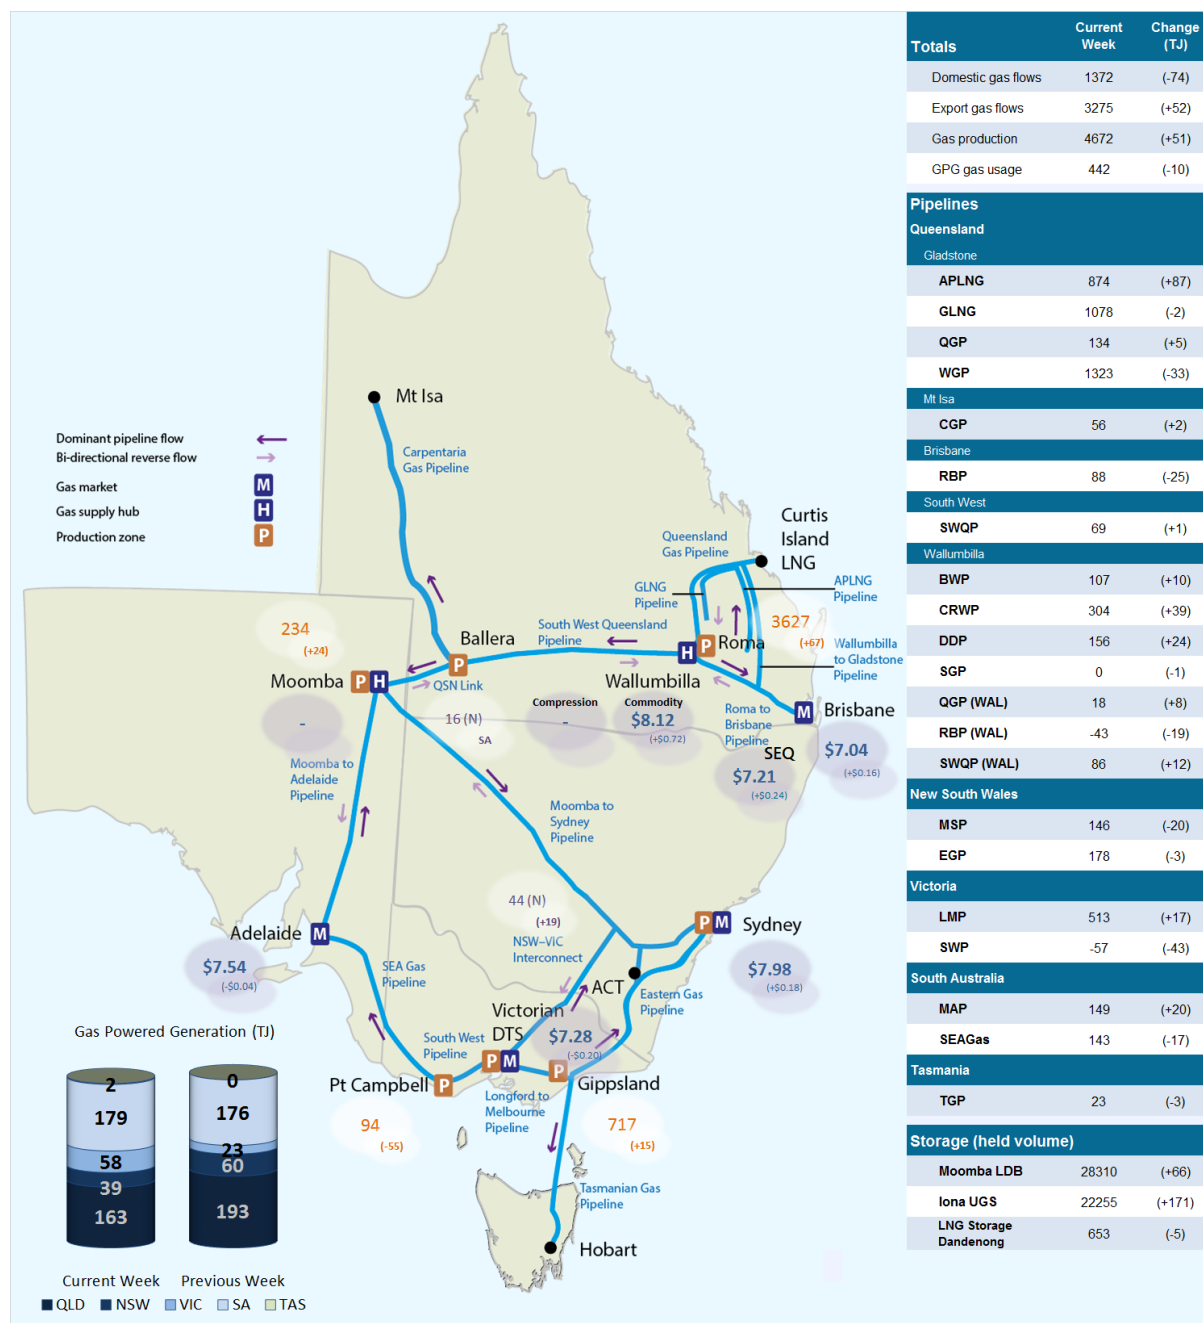 Mt Isa
Dominant pipeline flow
Bi-directional reverse flow
Gas market
M
Gas supply hub
H
Production zone
P
Carpentaria
Gas Pipeline
Curtis
Island
LNG
Queensland
Gas Pipeline
GLNG
Pipeline
APLNG
Pipeline
3627
(+67)
234
(+24)
Ballera
P
South West Queensland
Pipeline
H P Roma
Wallumbilla
to Gladstone
Pipeline
Moomba P H
QSN Link
Wallumbilla
Compression
-
Commodity
$8.12
(+$0.72)
Roma to
Brisbane
Pipeline
M Brisbane
-
16 (N)
SA
SEQ
$7.21
(+$0.24)
$7.04
(+$0.16)
Moomba to
Adelaide
Pipeline
Moomba to
Sydney
Pipeline
44 (N)
(+19)
NSW–VIC
Interconnect
P M Sydney
$7.98
(+$0.18)
Adelaide M
$7.54
(-$0.04)
SEA Gas
Pipeline
ACT
Eastern Gas
Pipeline
Victorian
DTS
P M
$7.28
(-$0.20)
South West
Pipeline
Pt Campbell P
94
(-55)
P
Gippsland
717
(+15)
Longford to
Melbourne
Pipeline
Tasmanian Gas
Pipeline
Hobart
Gas Powered Generation (TJ)
2
179
58
39
163
0
176
23
60
193
Current Week Previous Week
QLD NSW VIC SA TAS
Totals Current Week Change (TJ)
Domestic gas flows 1372 (-74)
Export gas flows 3275 (+52)
Gas production 4672 (+51)
GPG gas usage 442 (-10)
Pipelines
Queensland
Gladstone
APLNG 874 (+87)
GLNG 1078 (-2)
QGP 134 (+5)
WGP 1323 (-33)
Mt Isa
CGP 56 (+2)
Brisbane
RBP 88 (-25)
South West
SWQP 69 (+1)
Wallumbilla
BWP 107 (+10)
CRWP 304 (+39)
DDP 156 (+24)
SGP 0 (-1)
QGP (WAL) 18 (+8)
RBP (WAL) -43 (-19)
SWQP (WAL) 86 (+12)
New South Wales
MSP 146 (-20)
EGP 178 (-3)
Victoria
LMP 513 (+17)
SWP -57 (-43)
South Australia
MAP 149 (+20)
SEAGas 143 (-17)
Tasmania
TGP 23 (-3)
Storage (held volume)
Moomba LDB 28310 (+66)
Iona UGS 22255 (+171)
LNG Storage
Dandenong 653 (-5)